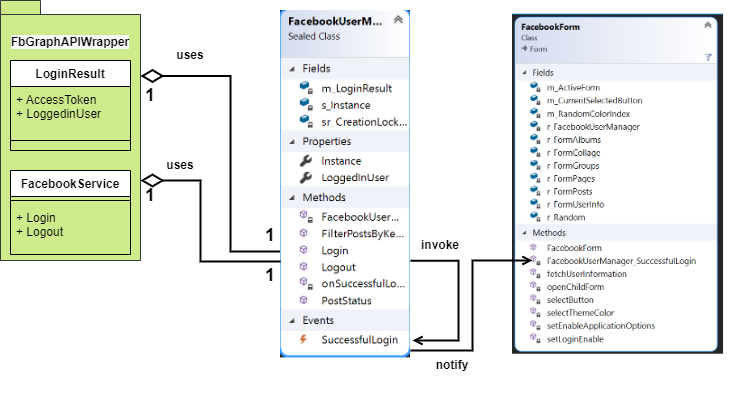 FbGraphAPIWrapper
LoginResult
+ AccessToken
+ LoggedinUser
FacebookService
+ Login
+ Logout
uses
1
uses
1
1
1
FacebookUserM...
Sealed Class
Fields
m_LoginResult
s_Instance
sr_CreationLock...
Properties
Instance
LoggedInUser
Methods
FacebookUser...
FilterPostsByKe...
Login
Logout
onSuccessfulLo...
PostStatus
Events
SuccessfulLogin
invoke
notify
FacebookForm
Class
Form
Fields
m_ActiveForm
m_CurrentSelectedButton
m_RandomColorIndex
r_FacebookUserManager
r_FormAlbums
r_FormCollage
r_FormGroups
r_FormPages
r_FormPosts
r_FormUserInfo
r_Random
Methods
FacebookForm
FacebookUserManager_SuccessfulLogin
fetchUserInformation
openChildForm
selectButton
selectThemeColor
setEnableApplicationOptions
setLoginEnable